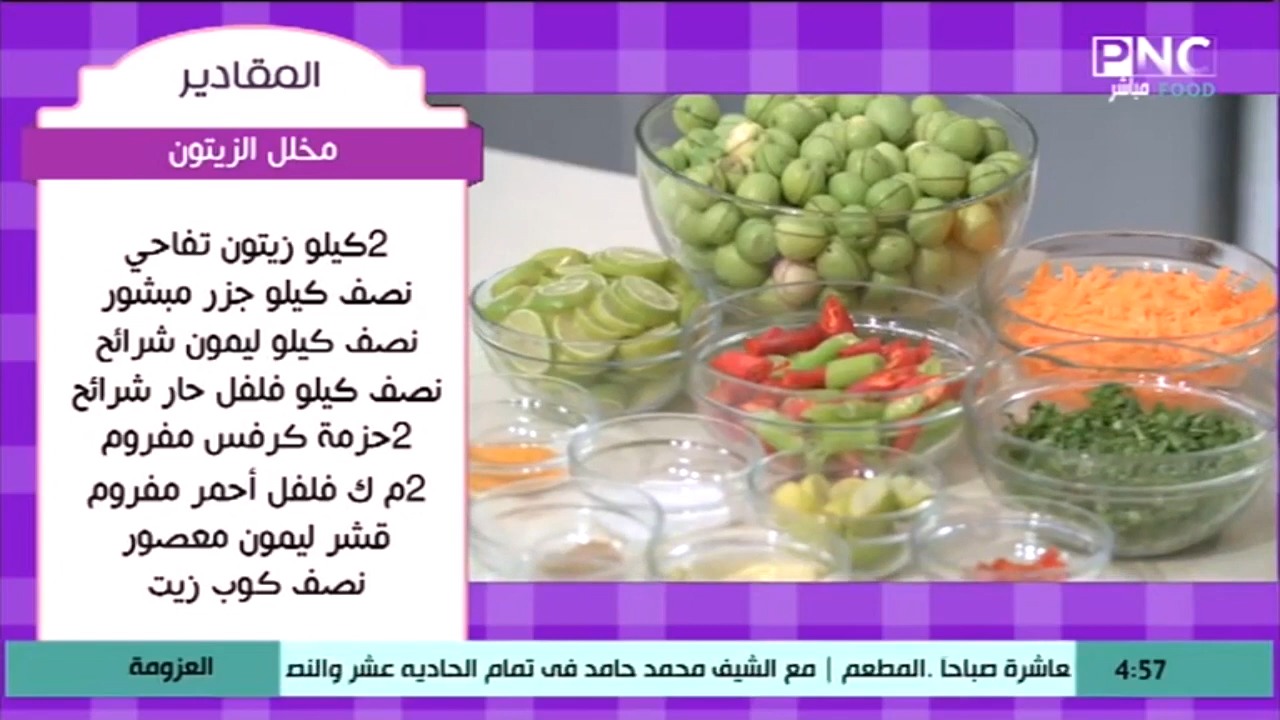 المقادير
PNC
مباشر FOOD
مخلل الزيتون
2كيلو زيتون تفاحي
نصف كيلو جزر مبشور
نصف كيلو ليمون شرائح
نصف كيلو فلفل حار شرائح
2حزمة كرفس مفروم
2م ك فلفل أحمر مفروم
قشر ليمون معصور
نصف كوب زيت
العزومة
عاشرة صباحاً .المطعم | مع الشيف محمد حامد فى تمام الحاديه عشر والنص
4:57